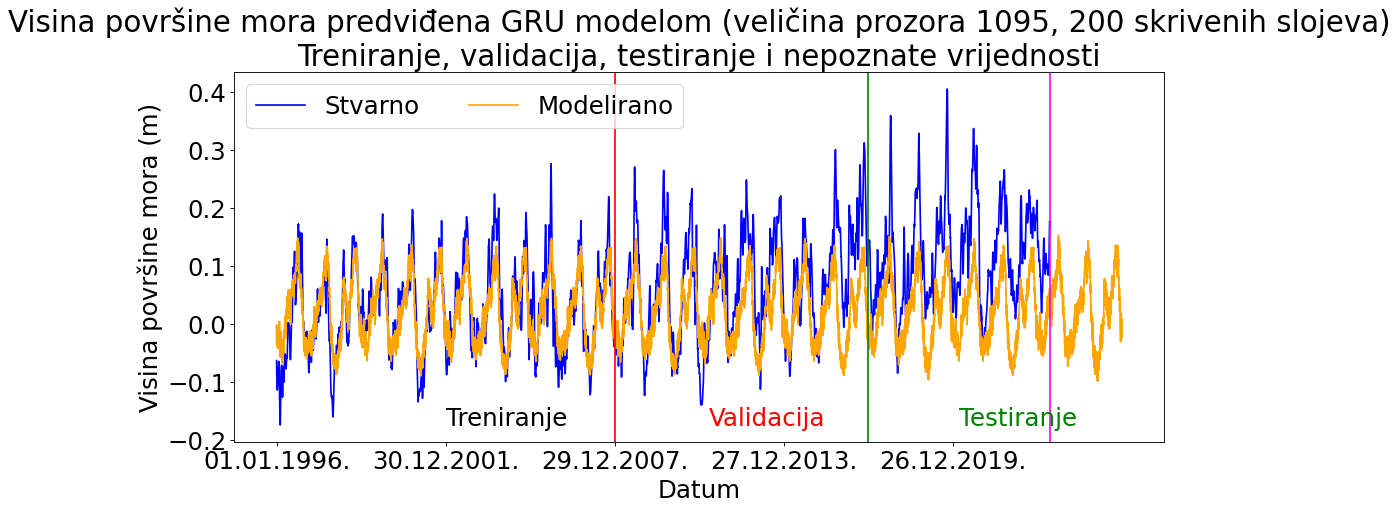 Visina površine mora predviđena GRU modelom (veličina prozora 1095, 200 skrivenih slojeva)
Treniranje, validacija, testiranje i nepoznate vrijednosti
Stvarno
Modelirano
Visina površine mora (m)
0.4
0.3
0.2
0.1
0.0
−0.1
−0.2
Treniranje
Validacija
Testiranje
01.01.1996.
30.12.2001.
29.12.2007.
27.12.2013.
26.12.2019.
Datum